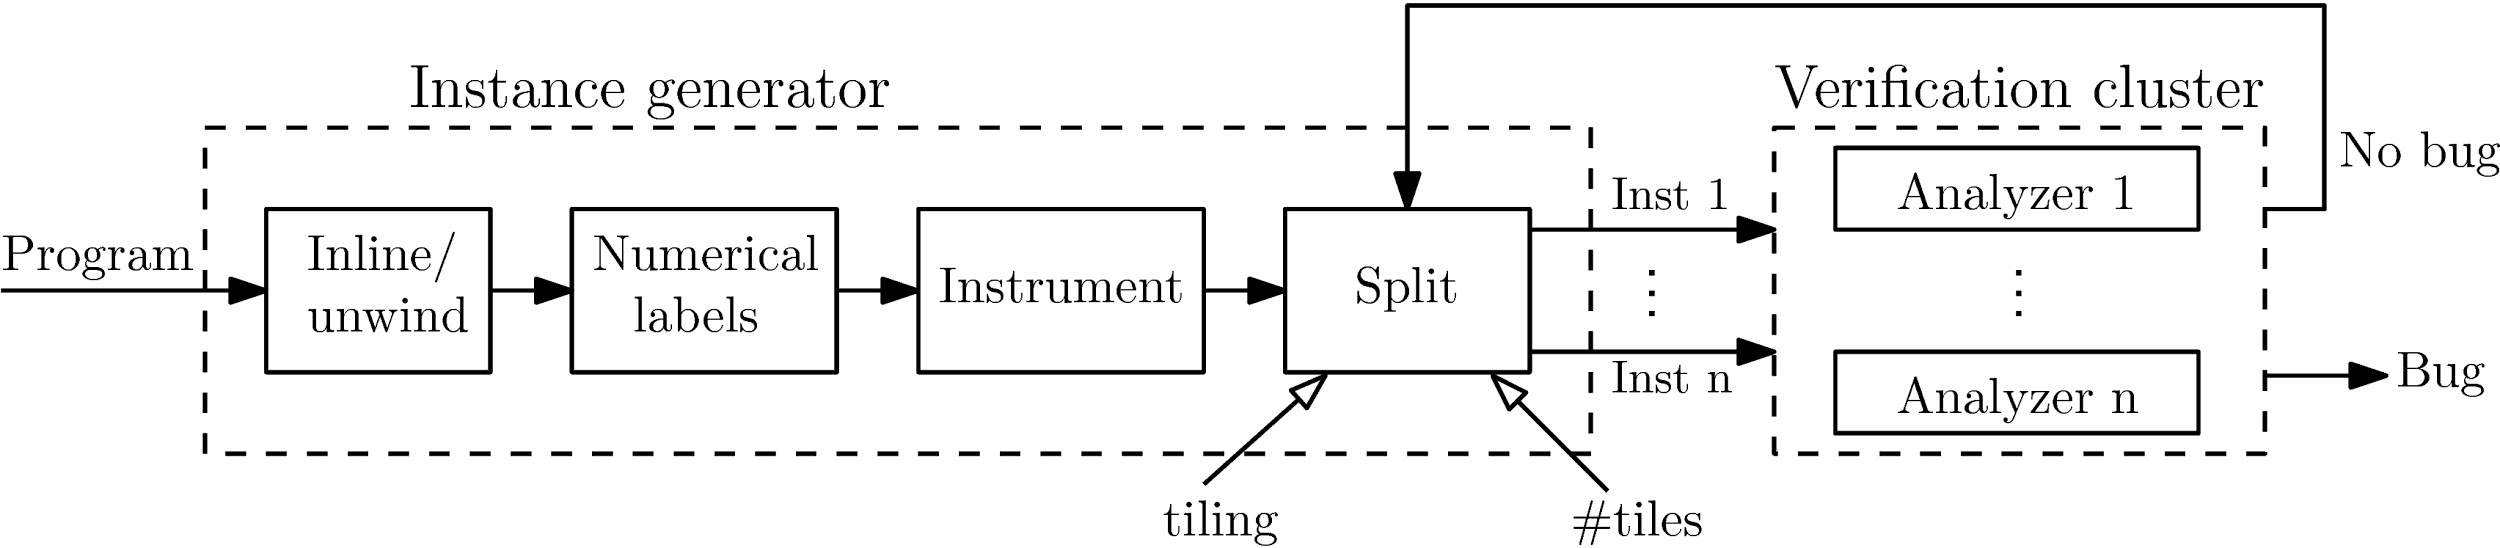 Instance generator
Verification cluster
No bug
Program
Inline/
unwind
Numerical
labels
Instrument
Split
Inst 1
⋮
Inst n
Analyzer 1
⋮
Analyzer n
Bug
tiling
#tiles